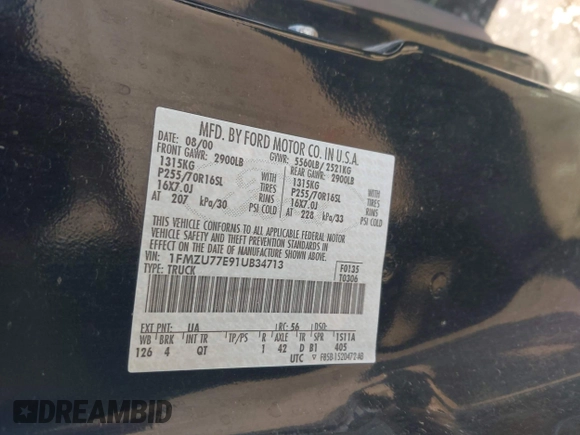 MFD. BY FORD MOTOR CO. IN U.S.A.
DATE: 08/00 GVWR: 5560LB/ 2521KG
FRONT GAWR: 2900LB REAR GAWR: 2900LB
1315KG WITH 1315KG WITH
P255/70R16SL TIRES P255/70R16SL TIRES
16X7.0J RIMS 16X7.0J RIMS
AT 207 kPa/30 PSI COLD AT 228 kPa/33 PSI COLD
THIS VEHICLE CONFORMS TO ALL APPLICABLE FEDERAL MOTOR
VEHICLE SAFETY AND BUMPER STANDARDS AND THEFT
PREVENTION STANDARDS IN EFFECT ON THE DATE OF MANUFACTURE
VIN: 1FMZU77E91UB34713 F0135
TYPE: TRUCK T0306
EXT PNT: UA RC: 56 DSO:
WB BRK INT TR TP/PS R AXLE TR SPR 1S11A
126 4 QT 1 42 D B1 405
UTC
DREAMBID